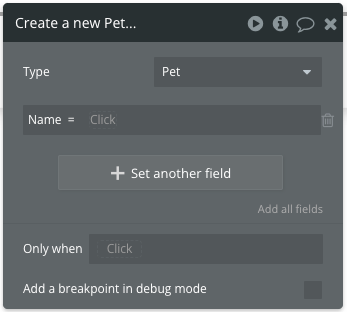 Create a new Pet...
Type Pet
Name = Click
+ Set another field
Add all fields
Only when Click
Add a breakpoint in debug mode